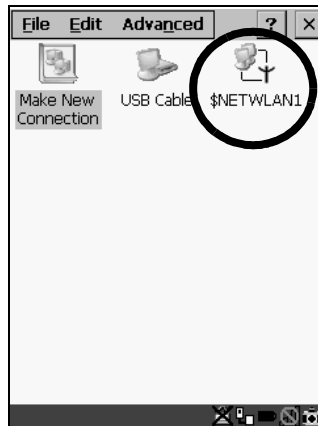 File Edit Advanced ? ×
Make New Connection
USB Cable
$NETWLAN1